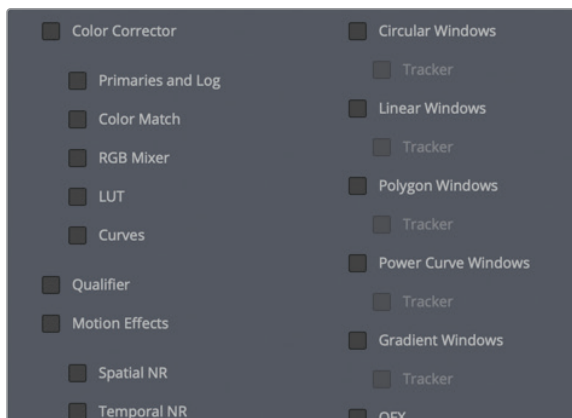 Color Corrector
Primaries and Log
Color Match
RGB Mixer
LUT
Curves
Qualifier
Motion Effects
Spatial NR
Temporal NR
Circular Windows
Tracker
Linear Windows
Tracker
Polygon Windows
Tracker
Power Curve Windows
Tracker
Gradient Windows
Tracker
OFX